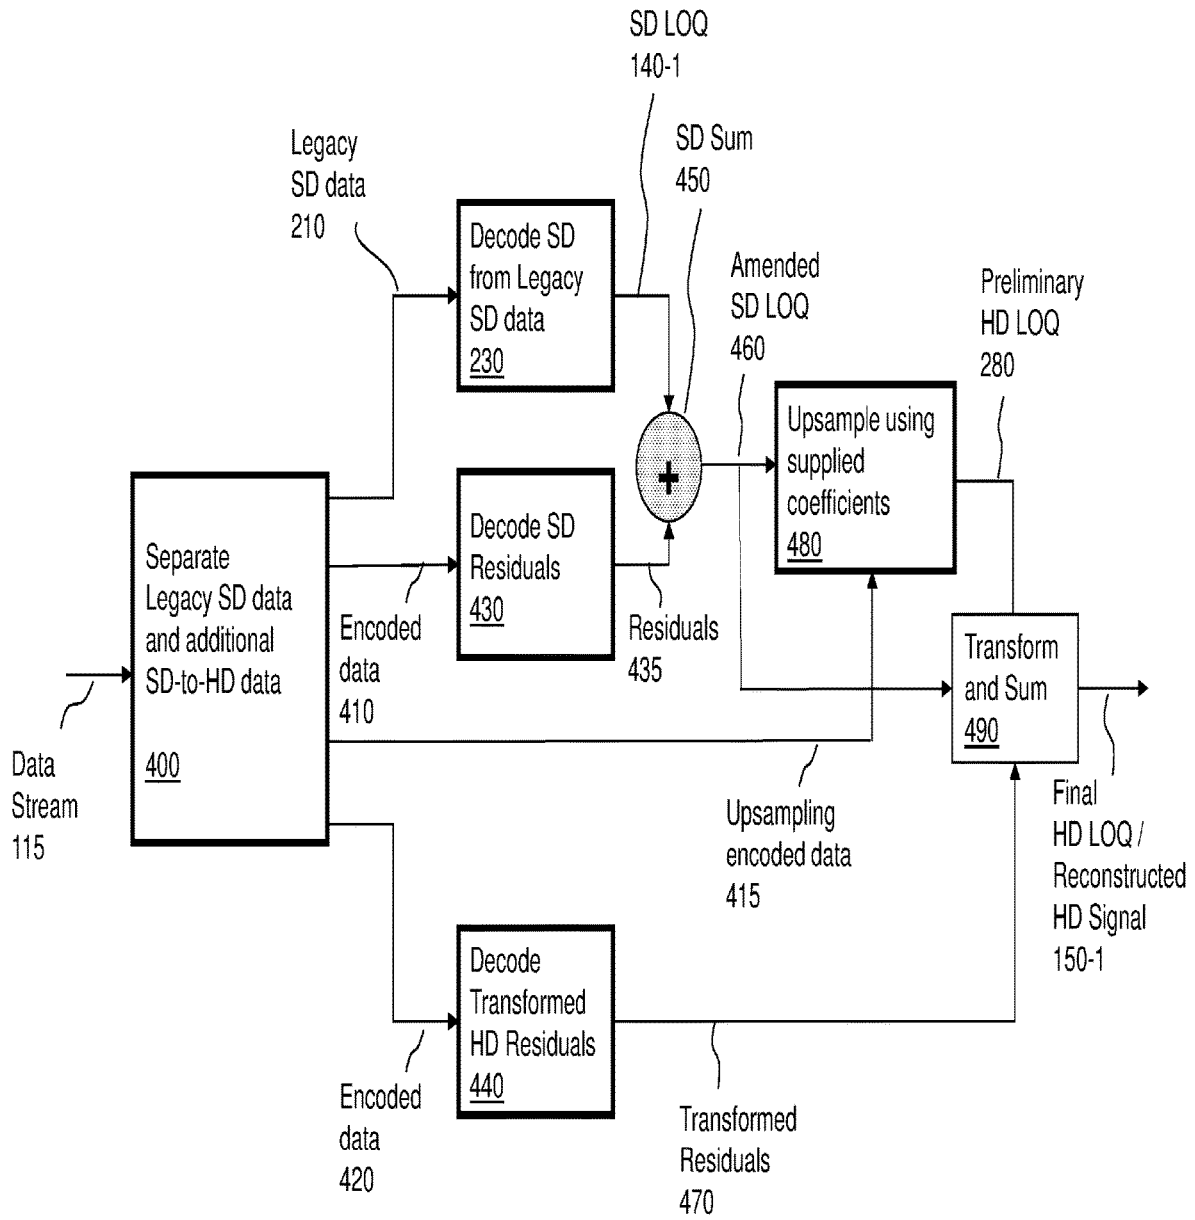 SD LOQ
140-1
SD Sum
450
Legacy
SD data
210
Decode SD
from Legacy
SD data
230
Amended
SD LOQ
460
Preliminary
HD LOQ
280
Upsample using
supplied
coefficients
480
+
Separate
Legacy SD data
and additional
SD-to-HD data
400
Decode SD
Residuals
430
Encoded
data
410
Residuals
435
Transform
and Sum
490
Data
Stream
115
Upsampling
encoded data
415
Final
HD LOQ /
Reconstructed
HD Signal
150-1
Decode
Transformed
HD Residuals
440
Encoded
data
420
Transformed
Residuals
470